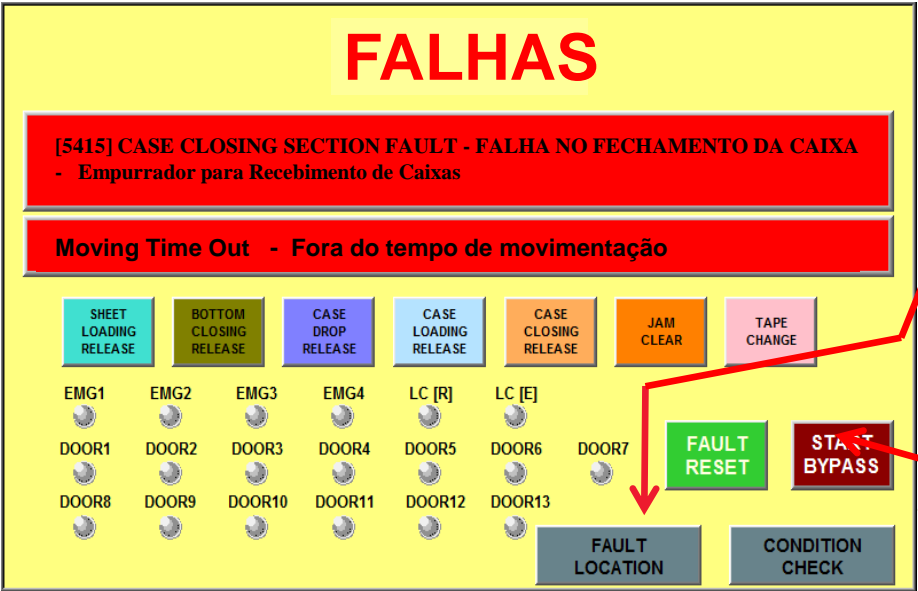 FALHAS
[5415] CASE CLOSING SECTION FAULT - FALHA NO FECHAMENTO DA CAIXA
- Empurrador para Recebimento de Caixas
Moving Time Out - Fora do tempo de movimentação
SHEET
LOADING
RELEASE
BOTTOM
CLOSING
RELEASE
CASE
DROP
RELEASE
CASE
LOADING
RELEASE
CASE
CLOSING
RELEASE
JAM
CLEAR
TAPE
CHANGE
EMG1 EMG2 EMG3 EMG4 LC [R] LC [E]
DOOR1 DOOR2 DOOR3 DOOR4 DOOR5 DOOR6 DOOR7
FAULT
RESET
START
BYPASS
DOOR8 DOOR9 DOOR10 DOOR11 DOOR12 DOOR13
FAULT
LOCATION
CONDITION
CHECK